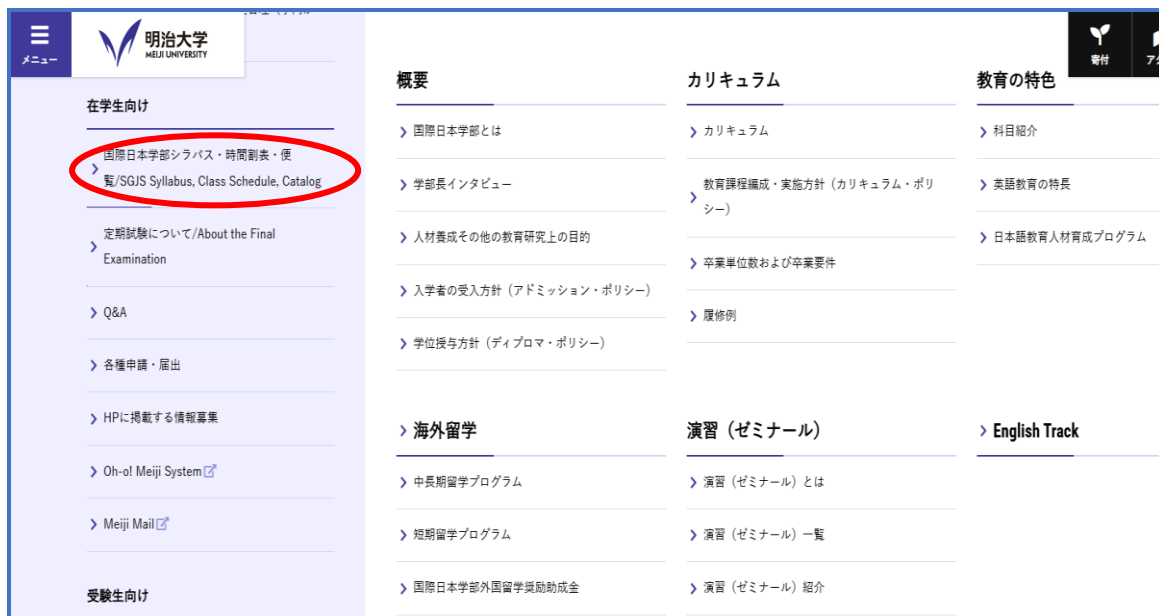 メニュー
明治大学
MEIJI UNIVERSITY
寄付
在学生向け
国際日本学部シラバス・時間割表・便
覧/SGJS Syllabus, Class Schedule, Catalog
定期試験について/About the Final
Examination
Q&A
各種申請・届出
HPに掲載する情報募集
Oh-o! Meiji System
Meiji Mail
受験生向け
概要
国際日本学部とは
学部長インタビュー
人材養成その他の教育研究上の目的
入学者の受入方針（アドミッション・ポリシー）
学位授与方針（ディプロマ・ポリシー）
カリキュラム
カリキュラム
教育課程編成・実施方針（カリキュラム・ポリ
シー）
卒業単位数および卒業要件
履修例
教育の特色
科目紹介
英語教育の特長
日本語教育人材育成プログラム
海外留学
中長期留学プログラム
短期留学プログラム
国際日本学部外国留学奨励助成金
演習（ゼミナール）
演習（ゼミナール）とは
演習（ゼミナール）一覧
演習（ゼミナール）紹介
English Track